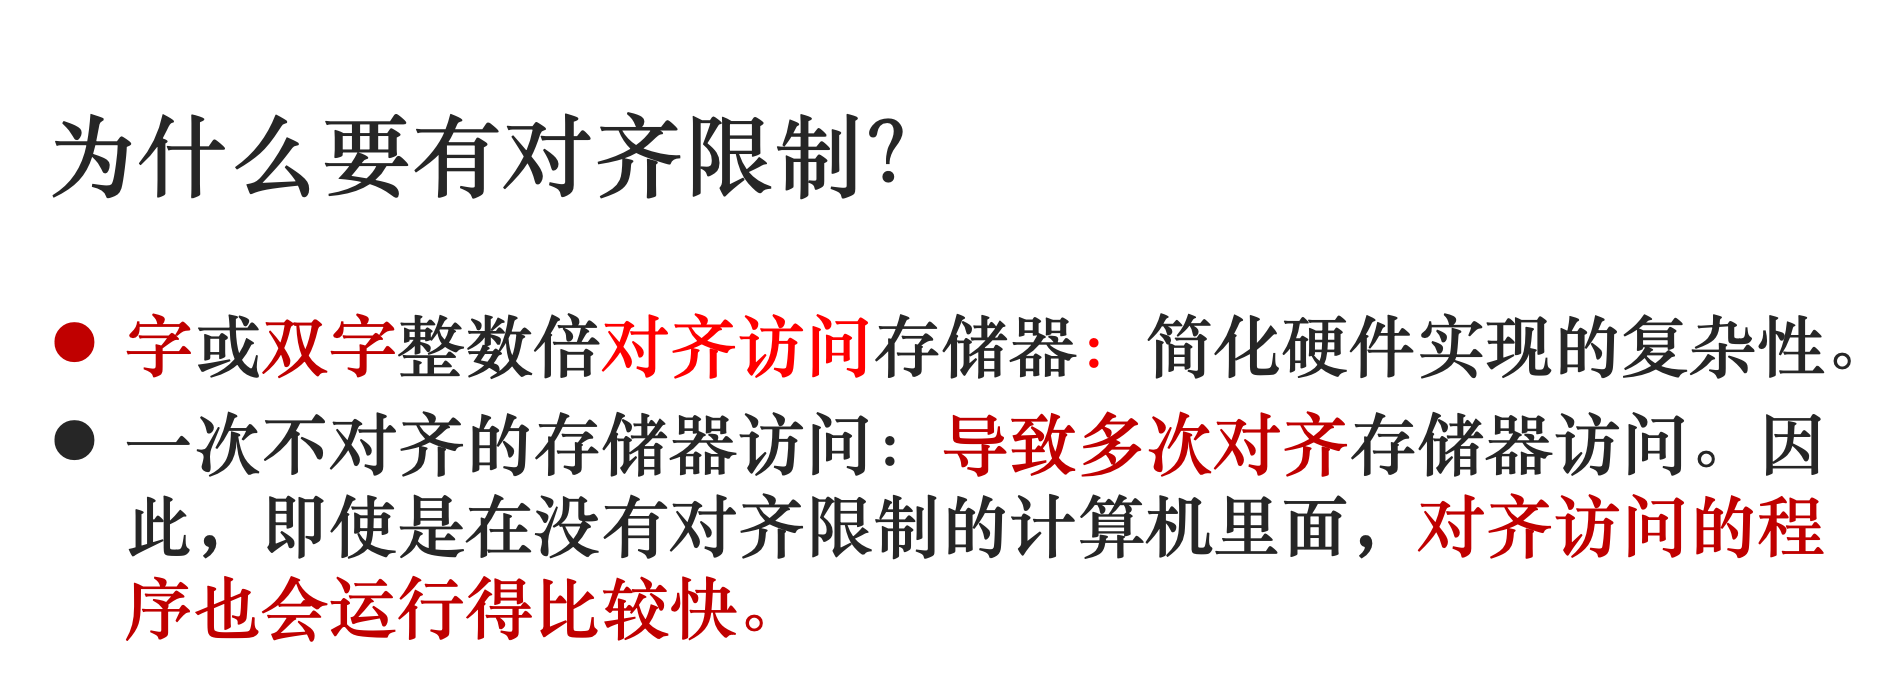 为什么要有对齐限制？
● 字或双字整数倍对齐访问存储器：简化硬件实现的复杂性。
● 一次不对齐的存储器访问：导致多次对齐存储器访问。因
此，即使是在没有对齐限制的计算机里面，对齐访问的程
序也会运行得比较快。